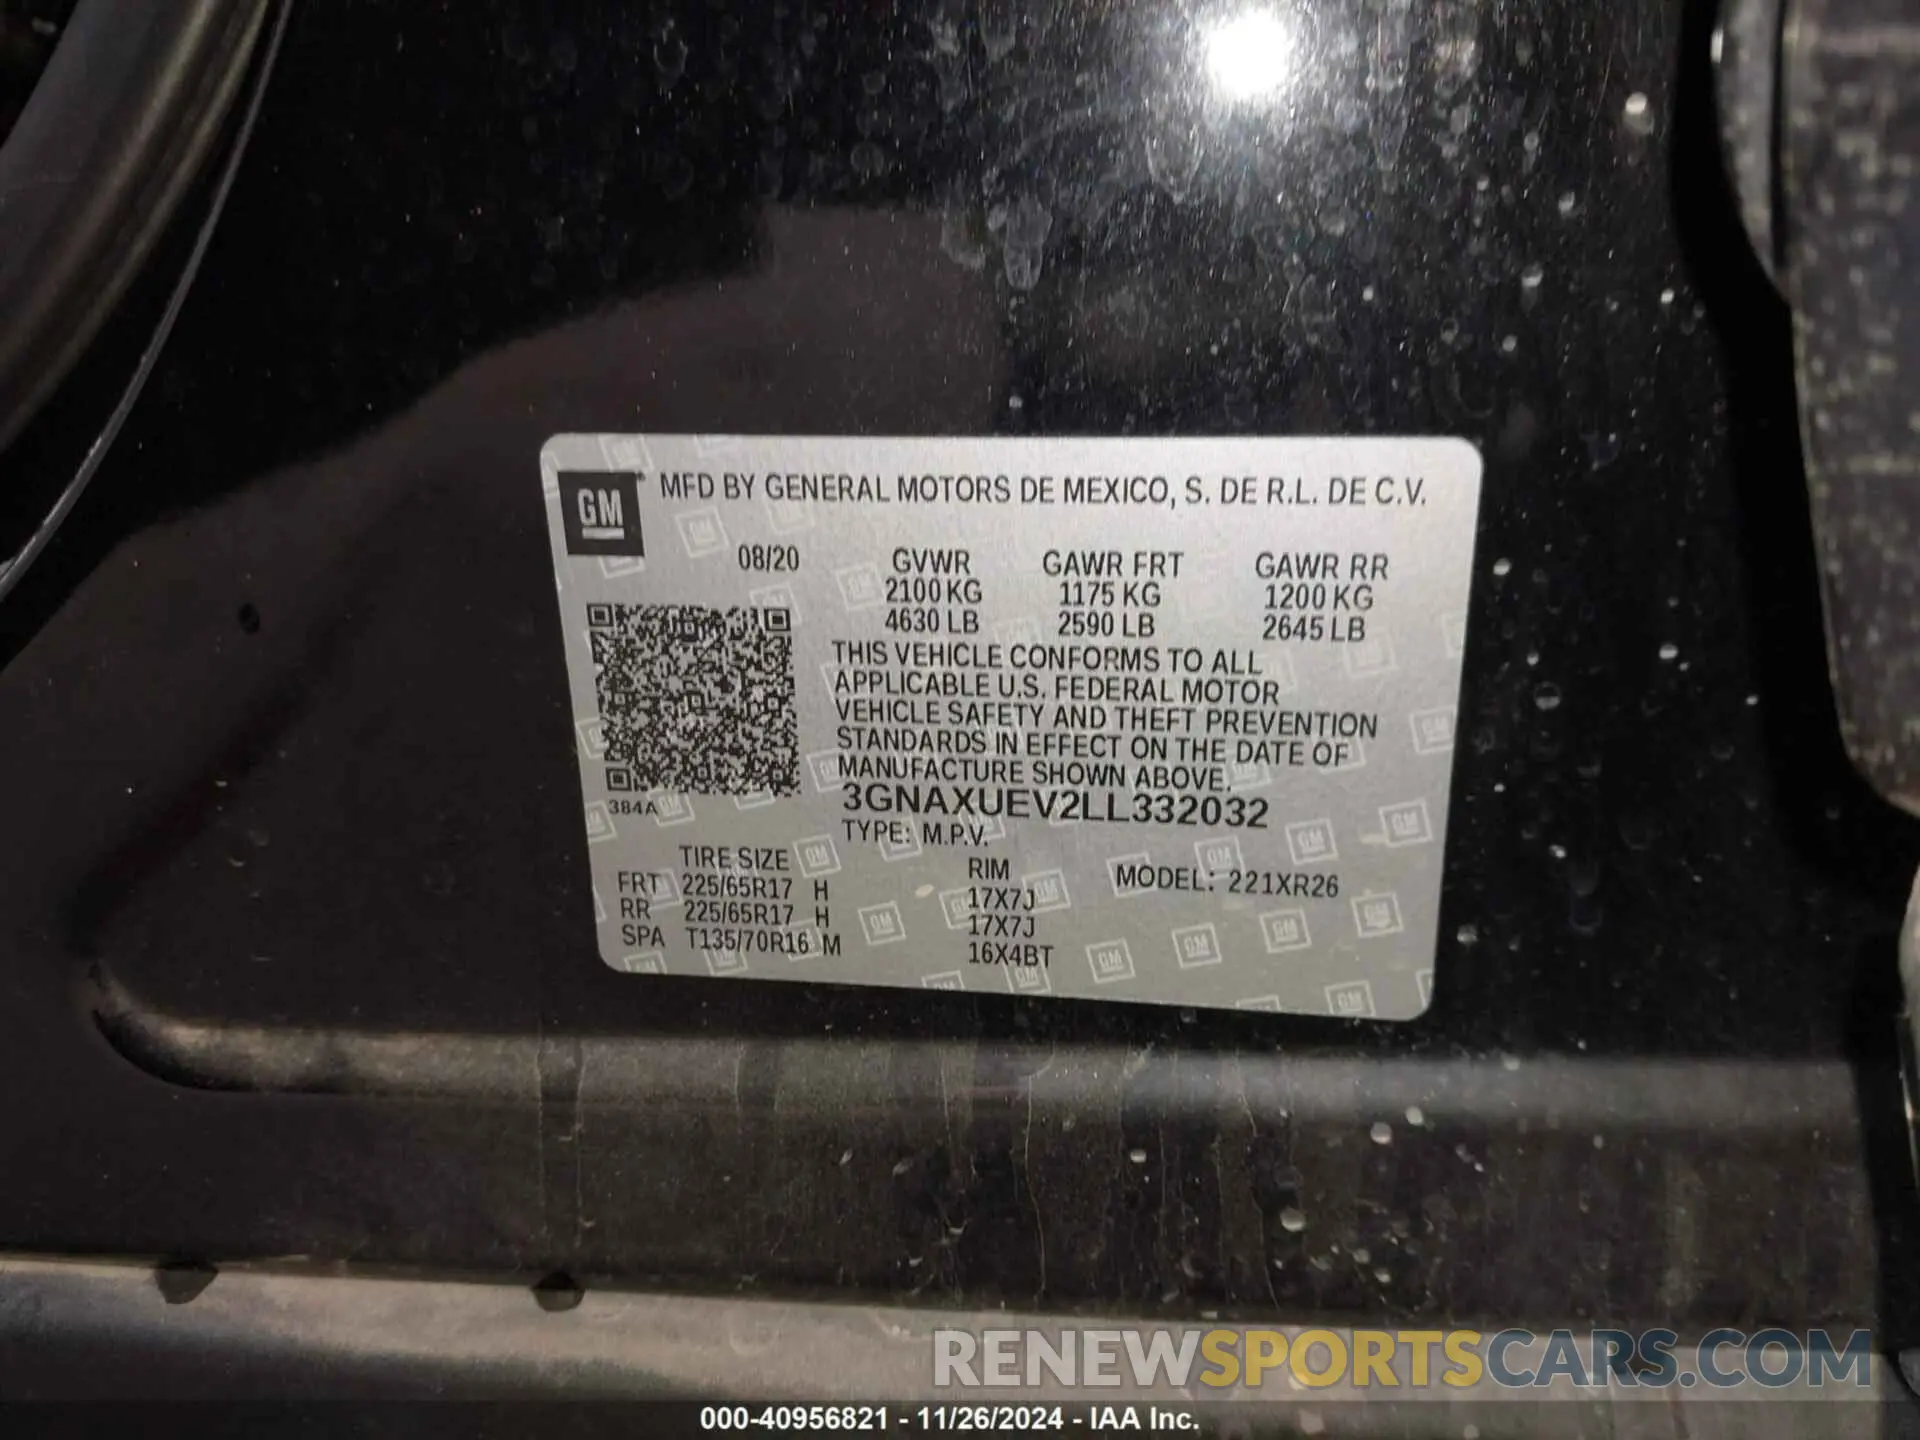 GM MFD BY GENERAL MOTORS DE MEXICO, S. DE R.L. DE C.V.
08/20 GVWR GAWR FRT GAWR RR
2100 KG 1175 KG 1200 KG
4630 LB 2590 LB 2645 LB
THIS VEHICLE CONFORMS TO ALL
APPLICABLE U.S. FEDERAL MOTOR
VEHICLE SAFETY AND THEFT PREVENTION
STANDARDS IN EFFECT ON THE DATE OF
MANUFACTURE SHOWN ABOVE.
384A 3GNAXUEV2LL332032
TYPE: M.P.V.
TIRE SIZE RIM MODEL: 221XR26
FRT 225/65R17 H 17X7J
RR 225/65R17 H 17X7J
SPA T135/70R16 M 16X4BT
RENEWSPORTSCARS.COM
000-40956821 - 11/26/2024 - IAA Inc.